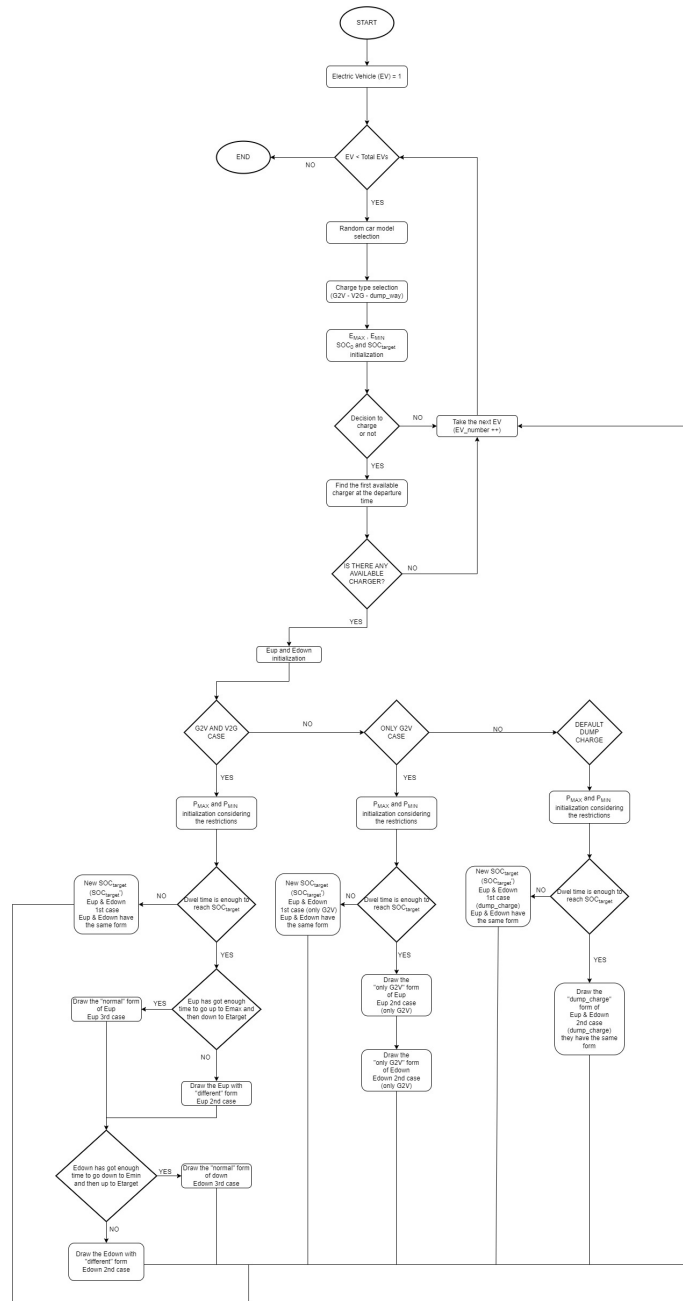 START
Electric Vehicle (EV) = 1
EV < Total EVs
END
NO
YES
Random car model
selection
Charge type selection
(G2V - V2G - dump_way)
EMAX , EMIN
SOC0 and SOCtarget
initialization
Decision to
charge
or not
NO
Take the next EV
(EV_number ++)
YES
Find the first available
charger at the departure
time
IS THERE ANY
AVAILABLE
CHARGER?
NO
YES
Eup and Edown
initialization
G2V AND V2G
CASE
NO
ONLY G2V
CASE
NO
DEFAULT
DUMP
CHARGE
YES
YES
PMAX and PMIN
initialization considering
the restrictions
PMAX and PMIN
initialization considering
the restrictions
PMAX and PMIN
initialization considering
the restrictions
New SOCtarget
(SOCtarget')
Eup & Edown
1st case
Eup & Edown have
the same form
NO
Dwel time is enough to
reach SOCtarget
New SOCtarget
(SOCtarget')
Eup & Edown
1st case (only G2V)
Eup & Edown have
the same form
NO
Dwel time is enough to
reach SOCtarget
New SOCtarget
(SOCtarget')
Eup & Edown
1st case
(dump_charge)
Eup & Edown have the
same form
NO
Dwel time is enough to
reach SOCtarget
YES
YES
YES
Draw the "normal" form
of Eup
Eup 3rd case
YES
Eup has got enough
time to go up to Emax and
then down to Etarget
Draw the
"only G2V" form
of Eup
Eup 2nd case
(only G2V)
Draw the
"dump_charge"
form of
Eup & Edown
2nd case
(dump_charge)
they have the same
form
NO
Draw the Eup with
"different" form
Eup 2nd case
Draw the
"only G2V" form
of Edown
Edown 2nd case
(only G2V)
Edown has got enough
time to go down to Emin
and then up to Etarget
YES
Draw the "normal" form
of down
Edown 3rd case
NO
Draw the Edown with
"different" form
Edown 2nd case